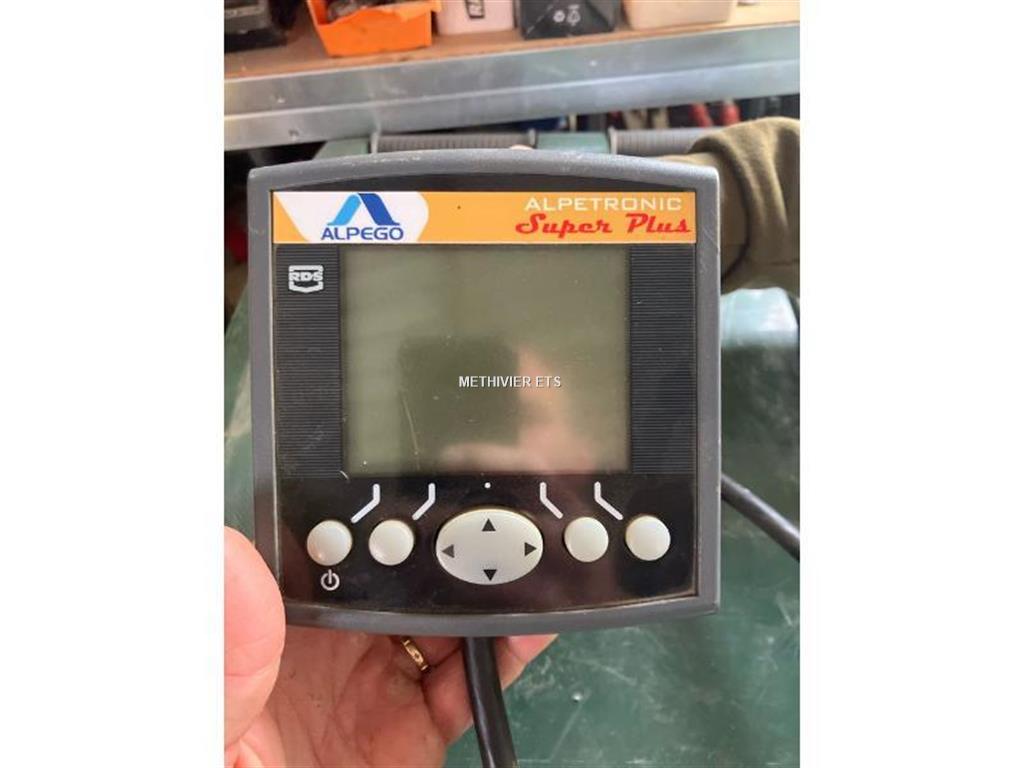 ALPETRONIC
Super Plus
ALPEGO
RDS
METHIVIER ETS